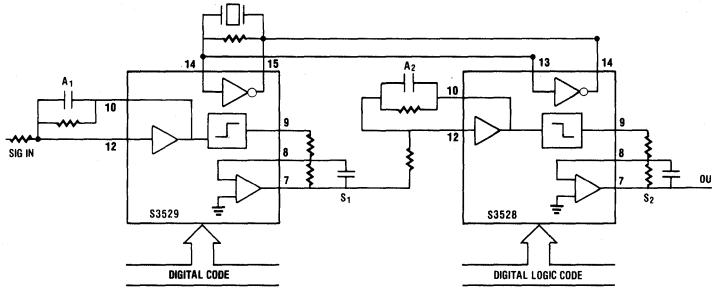 14 15 13 14
A1 A2
10 9 10 9
12 8 12 8
SIG IN
7 7
S1 S2
OU
S3529 S3528
DIGITAL CODE DIGITAL LOGIC CODE